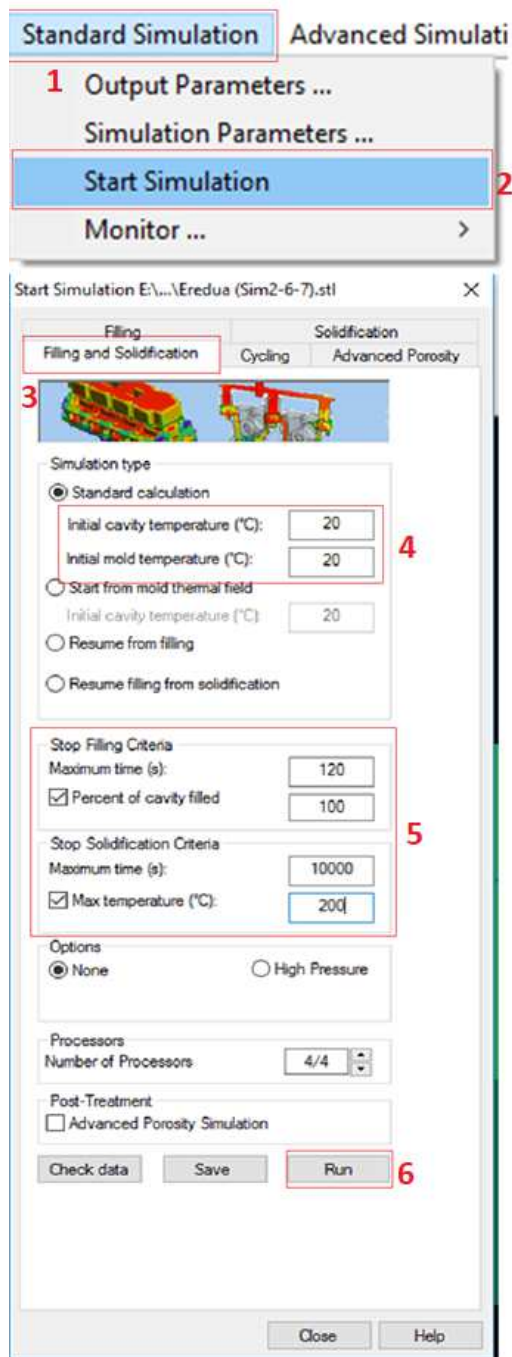 Standard Simulation Advanced Simulati
1
Output Parameters ...
Simulation Parameters ...
Start Simulation
2
Monitor ... >
Start Simulation E:\...\Eredua (Sim2-6-7).stl
Filling Solidification
Filling and Solidification Cycling Advanced Porosity
3
Simulation type
Standard calculation
Initial cavity temperature (°C): 20
4
Initial mold temperature (°C): 20
Start from mold thermal field
Initial cavity temperature (°C): 20
Resume from filling
Resume filling from solidification
Stop Filling Criteria
Maximum time (s): 120
Percent of cavity filled 100
5
Stop Solidification Criteria
Maximum time (s): 10000
Max temperature (°C): 200
Options
None High Pressure
Processors
Number of Processors 4/4
Post-Treatment
Advanced Porosity Simulation
Check data Save Run
6
Close Help